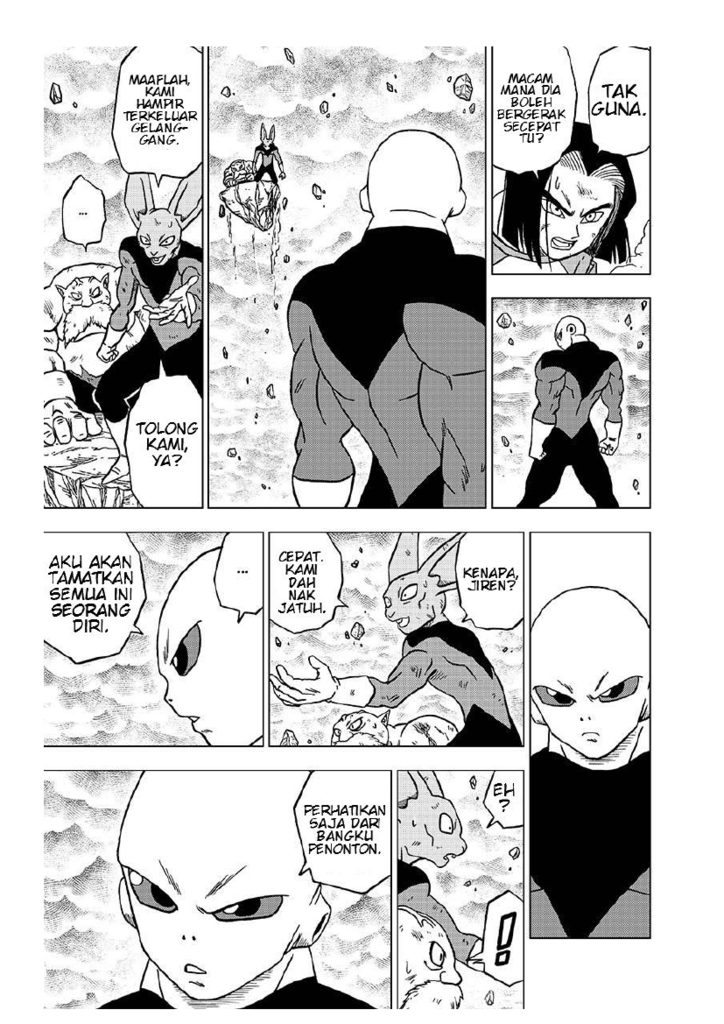 TAK
GUNA.
MACAM
MANA DIA
BOLEH
BERGERAK
SECEPAT
TU?
MAAFLAH,
KAMI
HAMPIR
TERKELUAR
GELANG-
GANG.
...
TOLONG
KAMI,
YA?
KENAPA,
JIREN?
CEPAT.
KAMI
DAH
NAK
JATUH.
...
AKU AKAN
TAMATKAN
SEMUA INI
SEORANG
DIRI.
EH
?
!
PERHATIKAN
SAJA DARI
BANGKU
PENONTON.